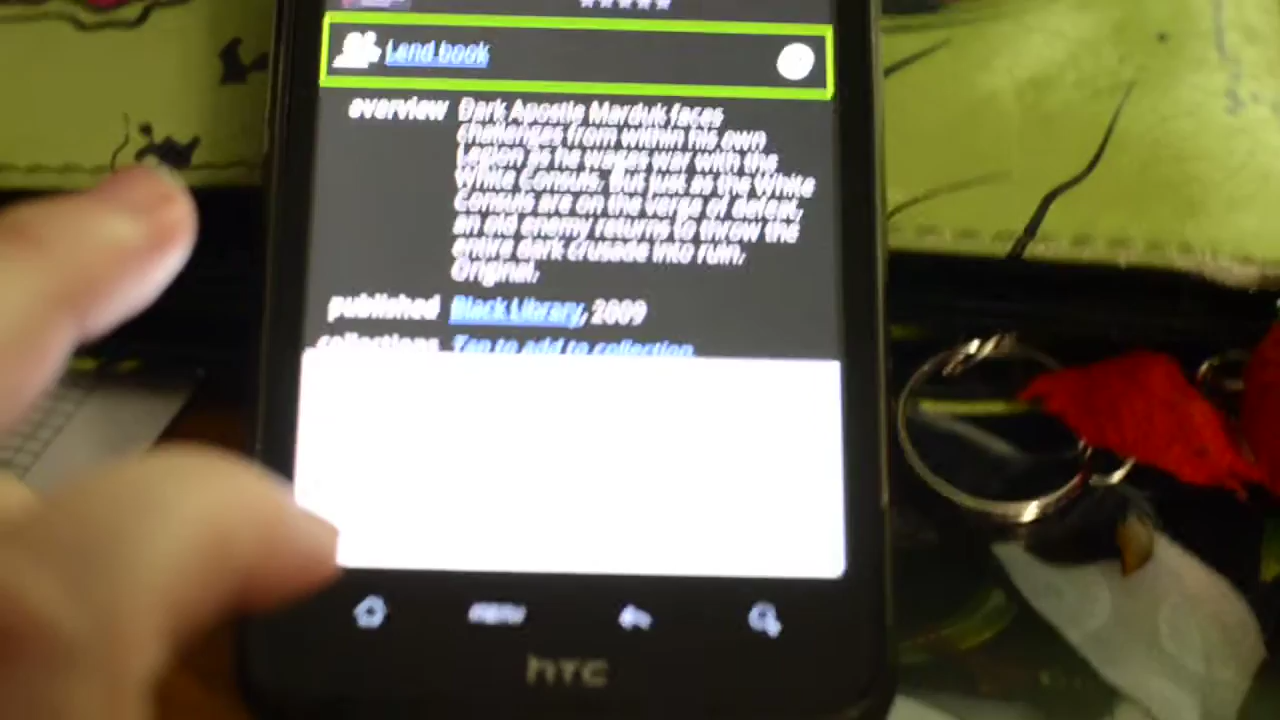 Lend book
overview Dark Apostle Marduk faces
challenges from within his own
Legion as he wages war with the
White Consuls. But just as the White
Consuls are on the verge of defeat,
an old enemy returns to throw the
entire dark crusade into ruin.
Original.
published Black Library, 2009
collections Tap to add to collection
menu
htc